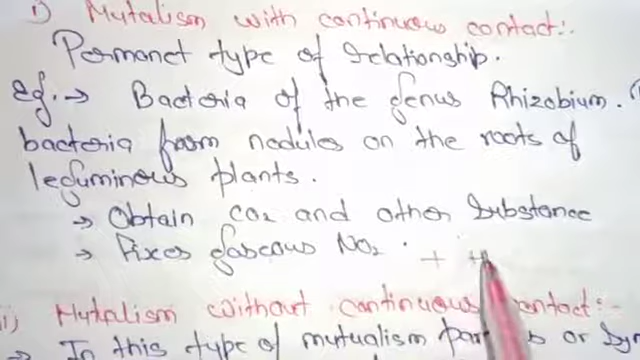 i) Mutalism with continuous contact:-
Permanet type of relationship.
Eg.→ Bacteria of the genus Rhizobium. (
bacteria form nodules on the roots of
leguminous plants.
→ Obtain CO2 and other Substance
→ Fixes gaseous NO2 .
+ +
ii) Mutalism without continuous contact:-
→ In this type of mutualism or